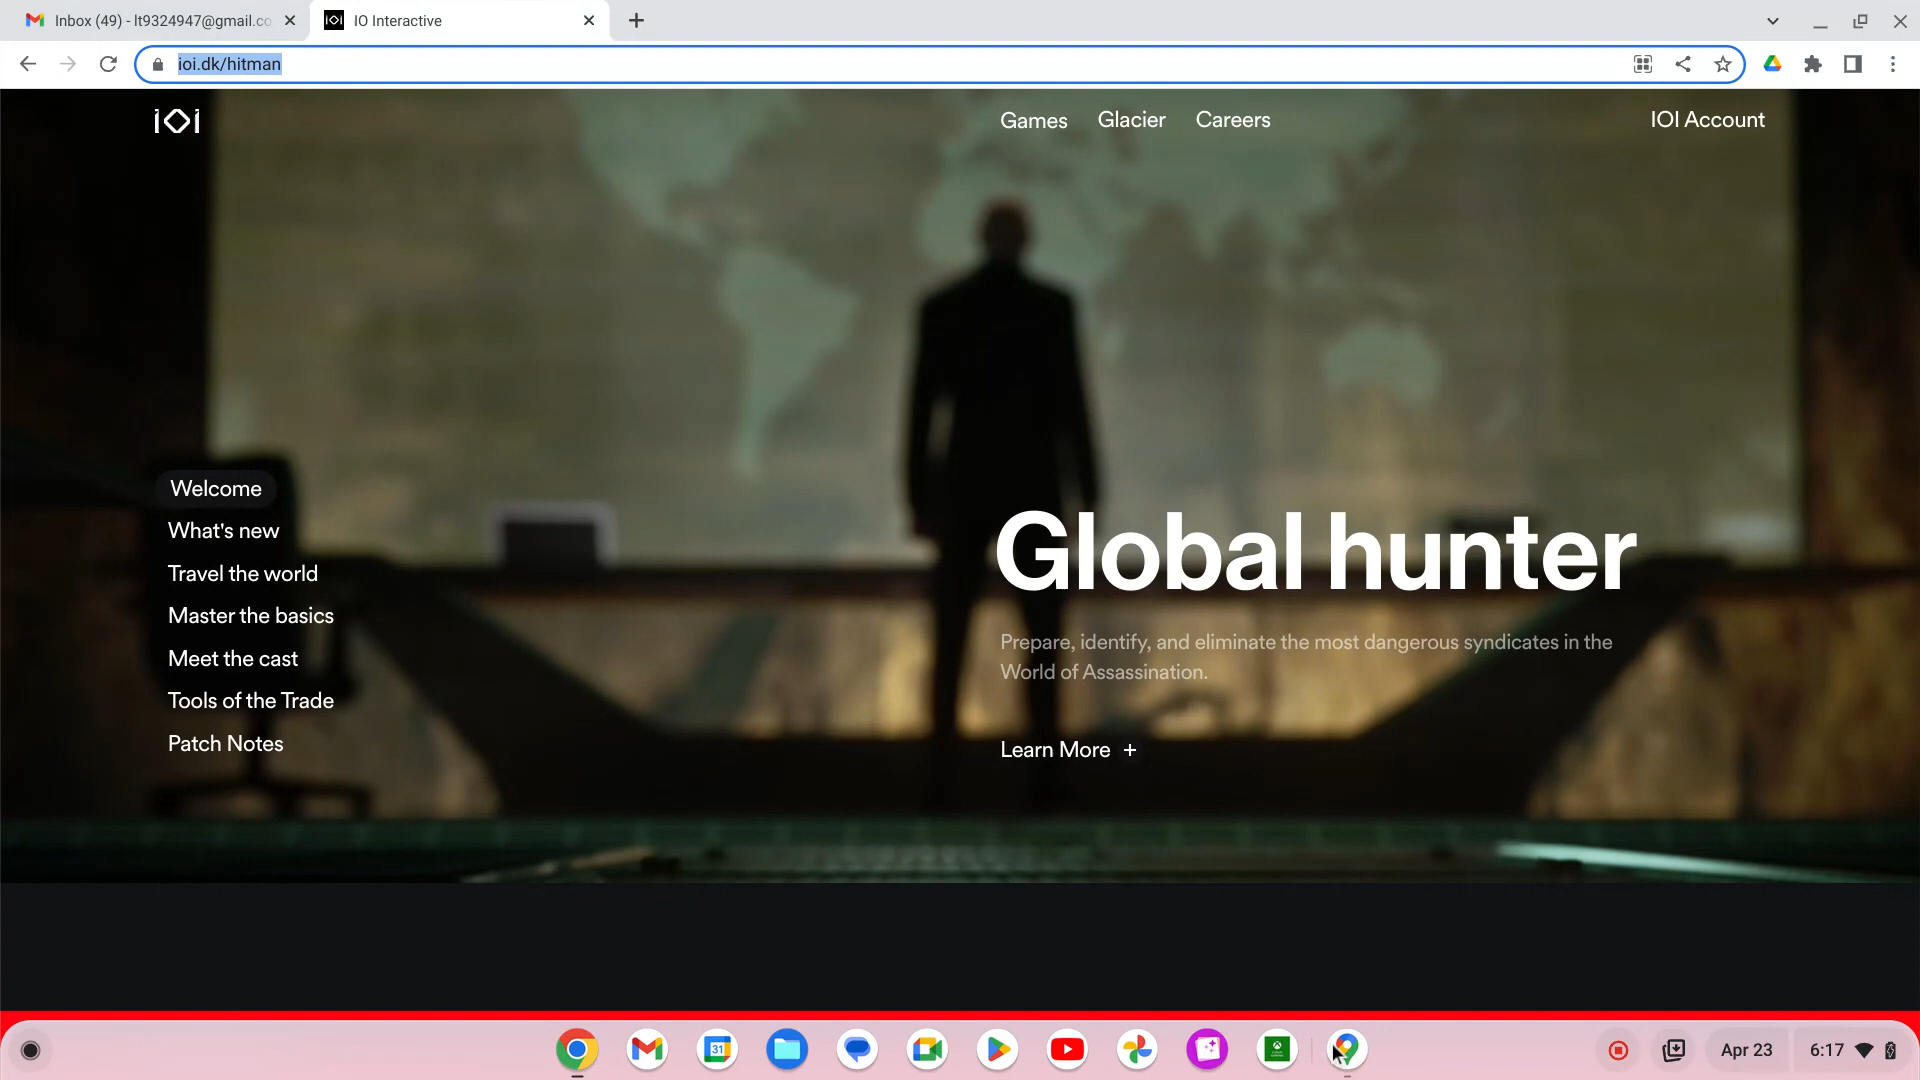 Inbox (49) - lt9324947@gmail.co
IO Interactive
ioi.dk/hitman
Games
Glacier
Careers
IOI Account
Welcome
What's new
Travel the world
Master the basics
Meet the cast
Tools of the Trade
Patch Notes
Global hunter
Prepare, identify, and eliminate the most dangerous syndicates in the
World of Assassination.
Learn More +
31
Apr 23
6:17